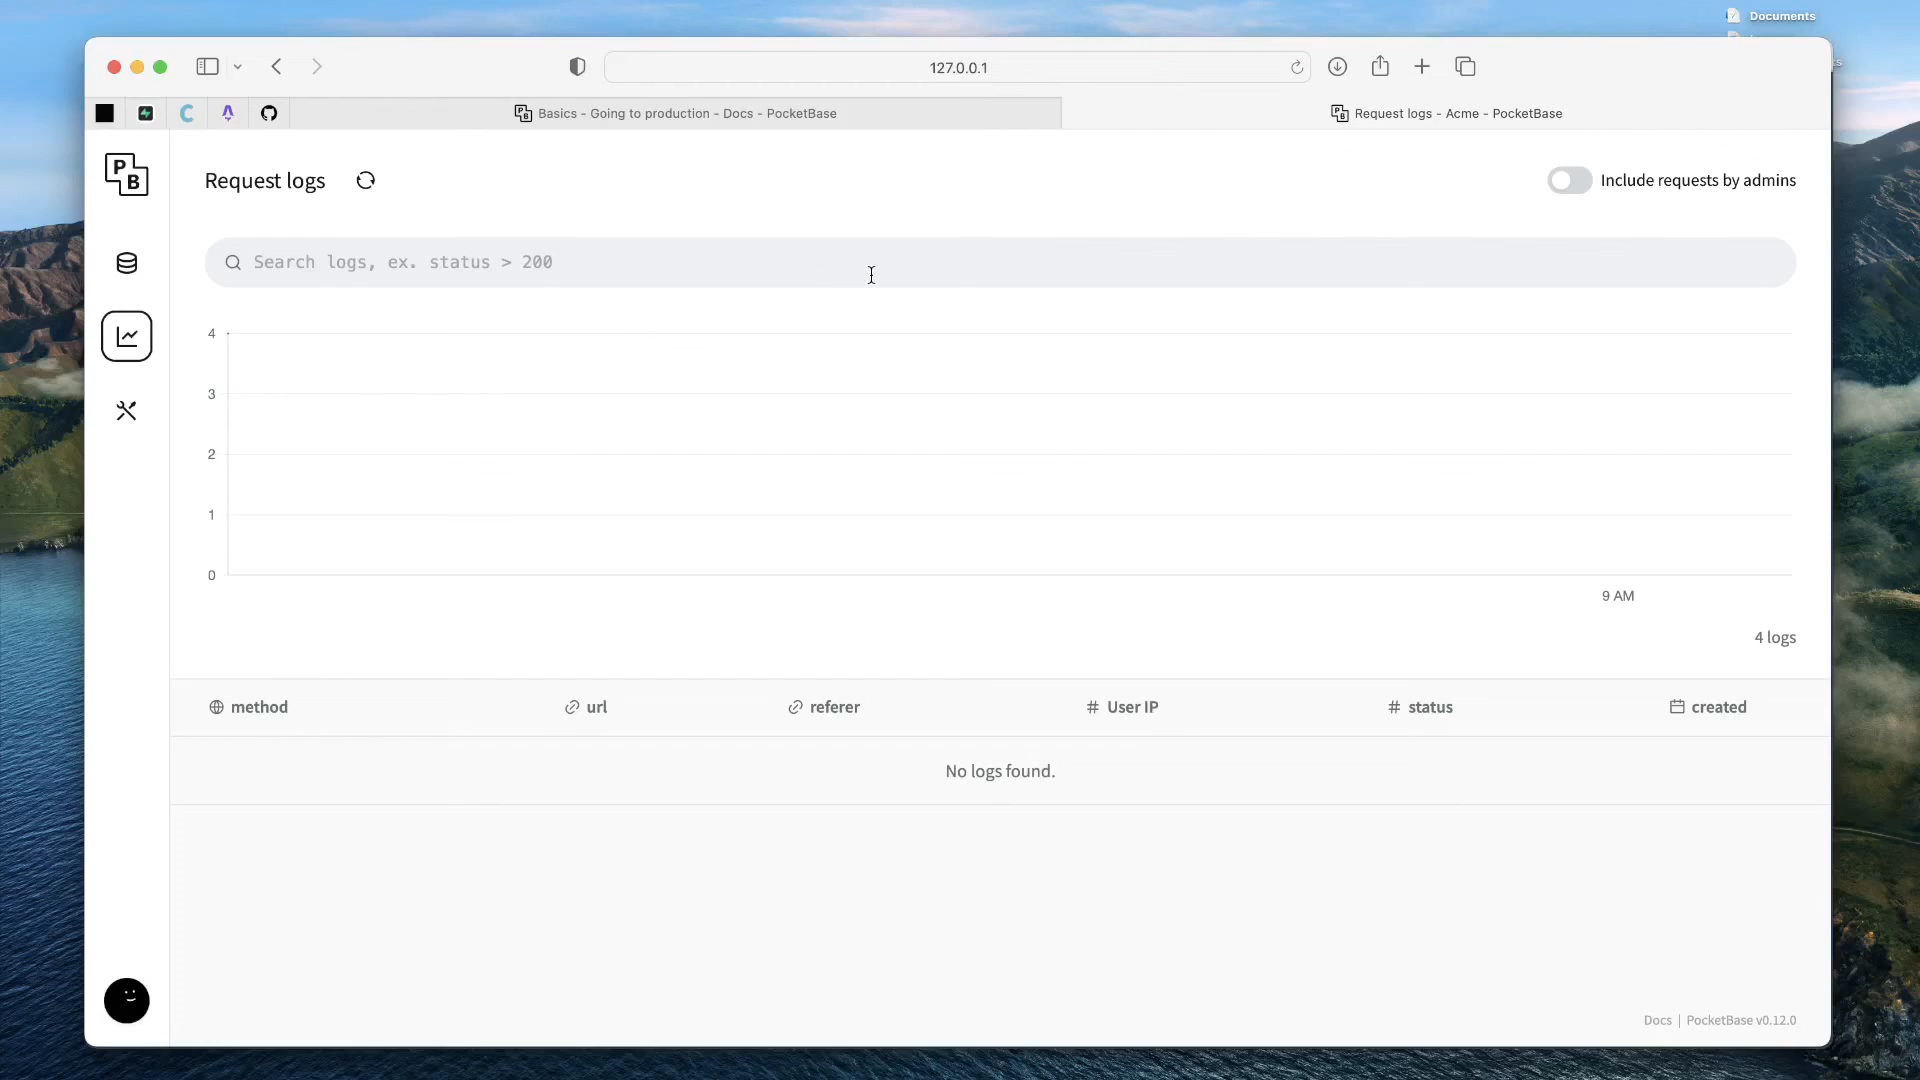 Documents
127.0.0.1
Basics - Going to production - Docs - PocketBase
Request logs - Acme - PocketBase
P
B
Request logs
Include requests by admins
Search logs, ex. status > 200
4
3
2
1
0
9 AM
4 logs
method url referer # User IP # status created
No logs found.
Docs | PocketBase v0.12.0